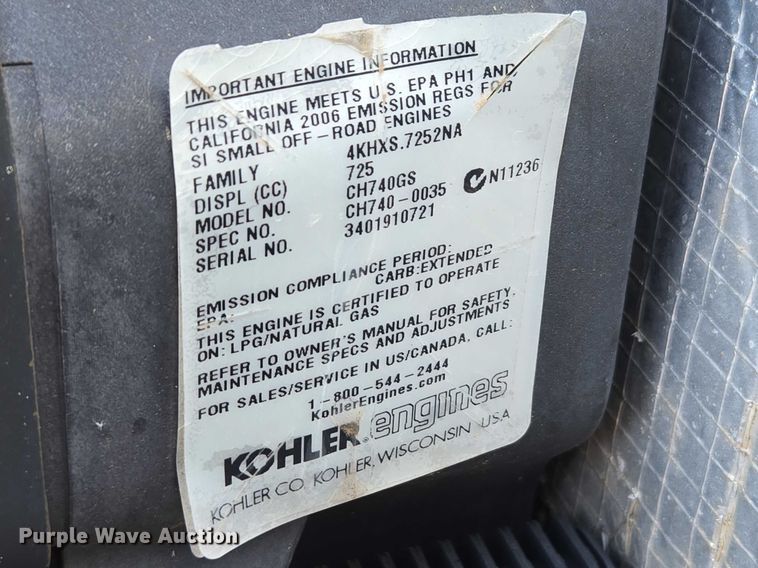 IMPORTANT ENGINE INFORMATION
THIS ENGINE MEETS U.S. EPA PH1 AND
CALIFORNIA 2006 EMISSION REGS FOR
SI SMALL OFF-ROAD ENGINES
FAMILY 4KHXS.7252NA
DISPL (CC) 725
MODEL NO. CH740GS
SPEC NO. CH740-0035 N11236
SERIAL NO. 3401910721
EMISSION COMPLIANCE PERIOD:
EPA: CARB:EXTENDED
THIS ENGINE IS CERTIFIED TO OPERATE
ON: LPG/NATURAL GAS
REFER TO OWNER'S MANUAL FOR SAFETY,
MAINTENANCE SPECS AND ADJUSTMENTS
FOR SALES/SERVICE IN US/CANADA, CALL:
1-800-544-2444
KohlerEngines.com
KOHLER® engines
KOHLER CO. KOHLER, WISCONSIN USA
Purple Wave Auction